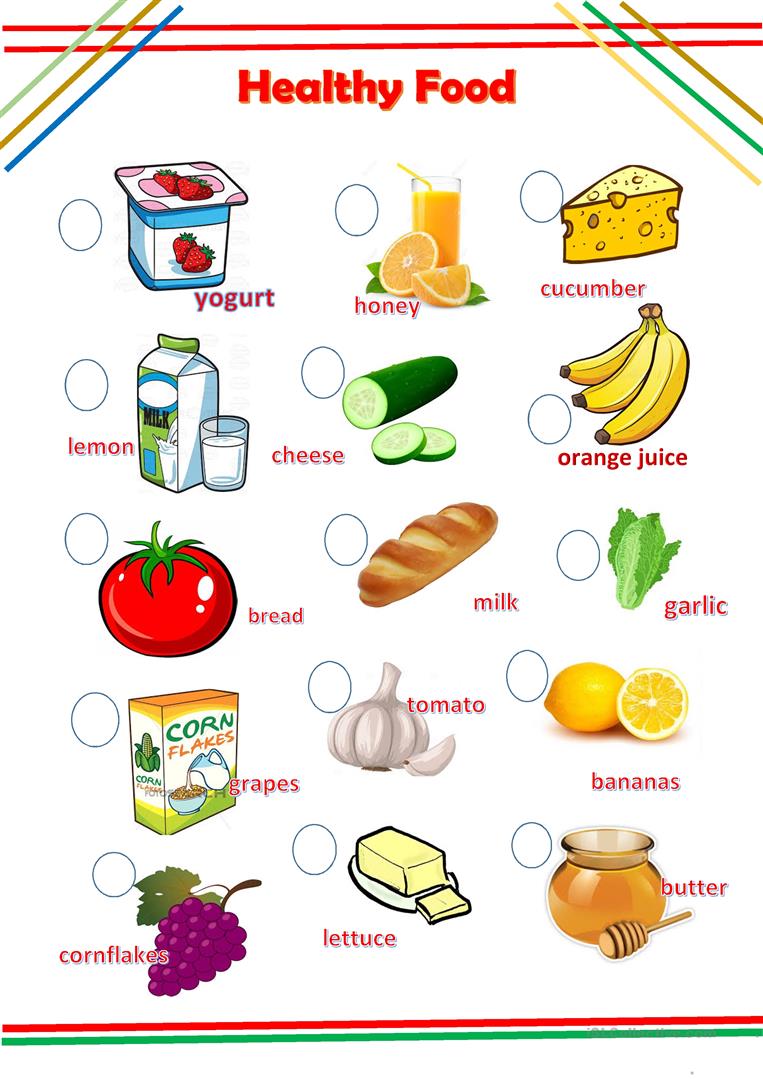 Healthy Food
yogurt
honey
cucumber
MILK
lemon
cheese
orange juice
bread
milk
garlic
CORN
FLAKES
CORN
FLAKES
grapes
tomato
bananas
cornflakes
lettuce
butter